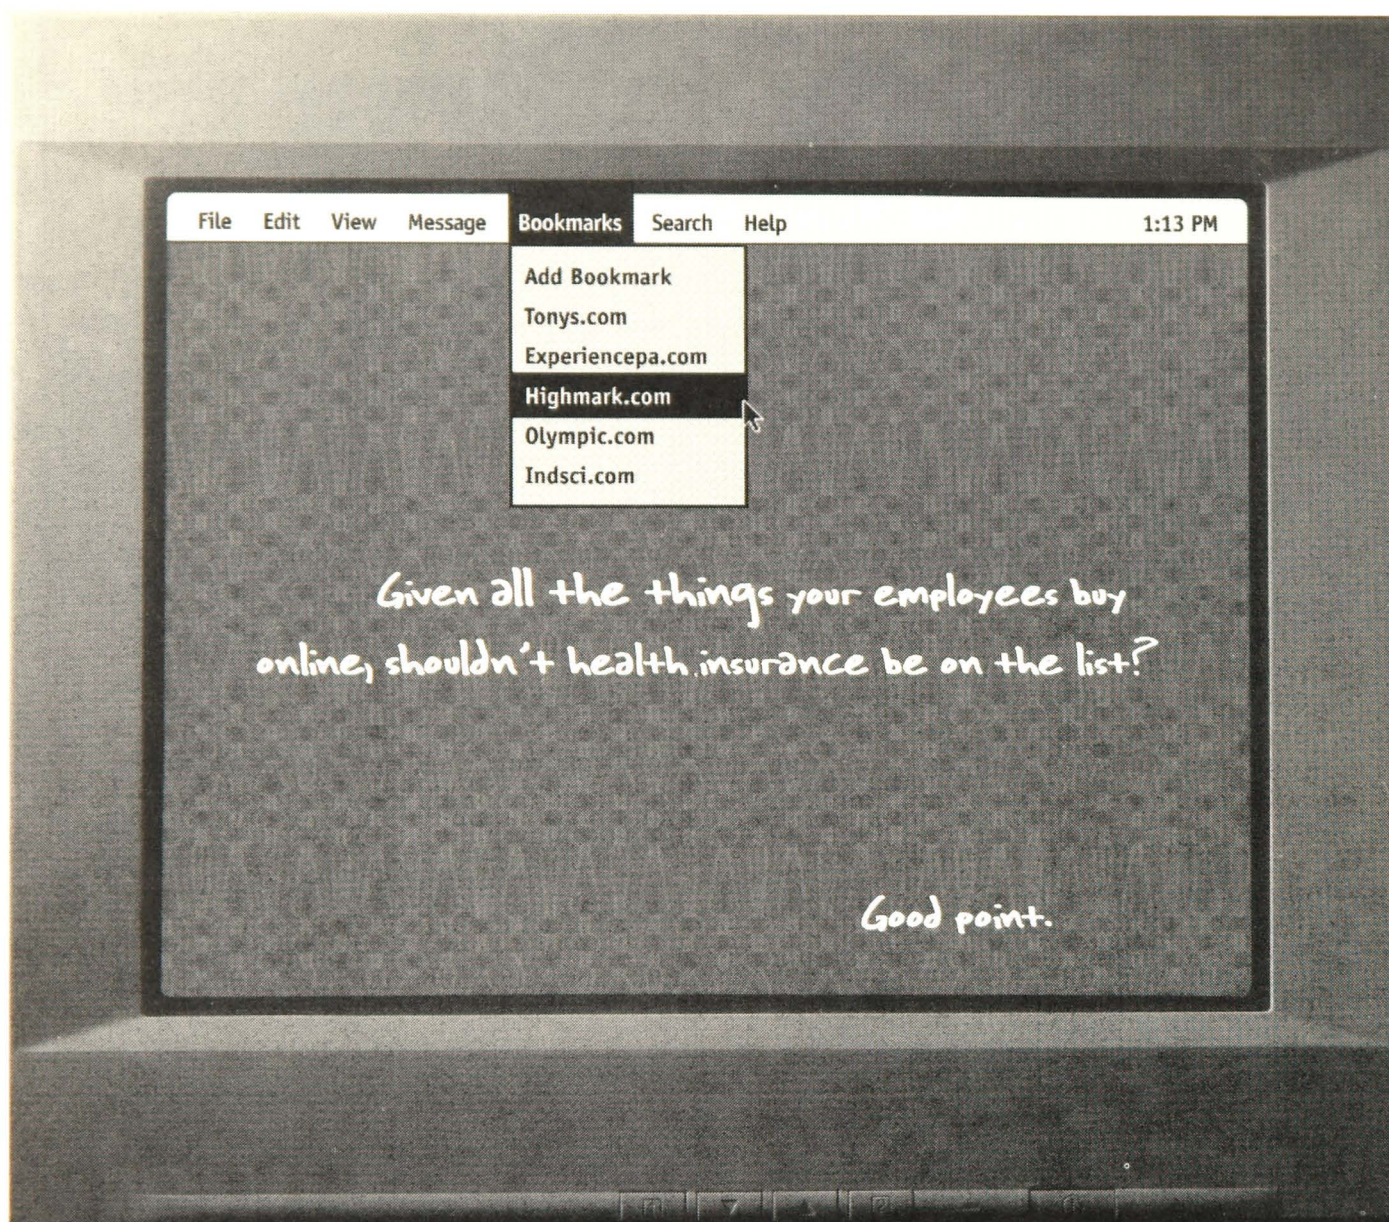 File Edit View Message Bookmarks Search Help 1:13 PM
Add Bookmark
Tonys.com
Experiencepa.com
Highmark.com
Olympic.com
Indsci.com
Given all the things your employees buy
online, shouldn't health insurance be on the list?
Good point.